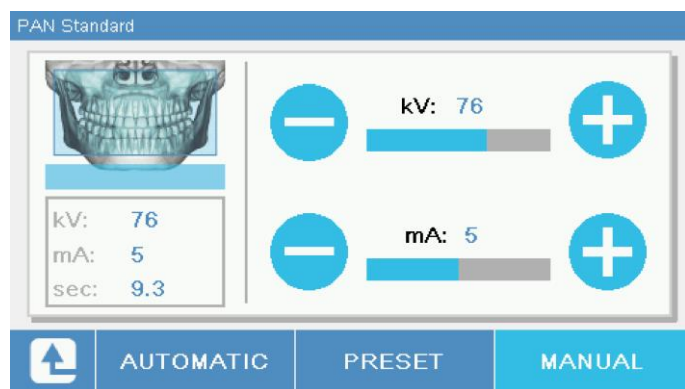 PAN Standard
kV: 76
mA: 5
kV: 76
mA: 5
sec: 9.3
AUTOMATIC
PRESET
MANUAL